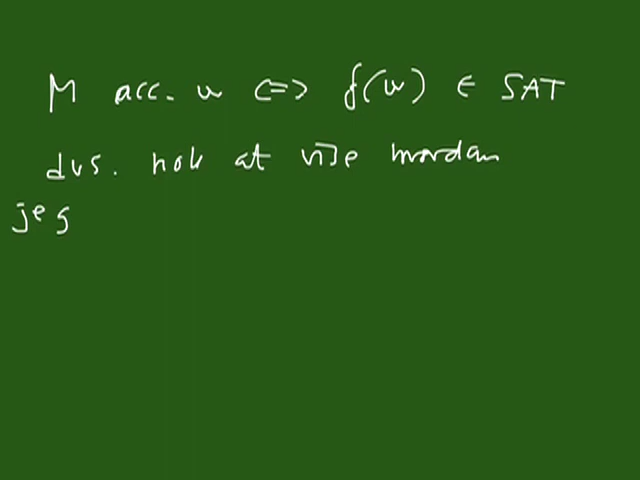 M acc. w <=> f(w) ∈ SAT
dvs. nok at vise hvordan
jeg